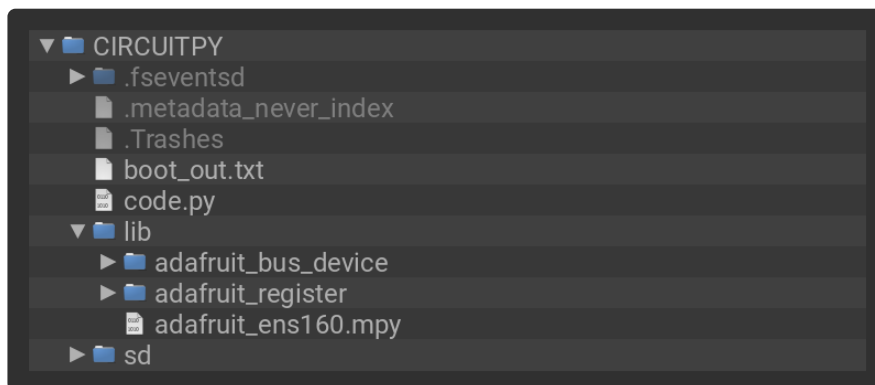 CIRCUITPY
.fseventsd
.metadata_never_index
.Trashes
boot_out.txt
code.py
lib
adafruit_bus_device
adafruit_register
adafruit_ens160.mpy
sd